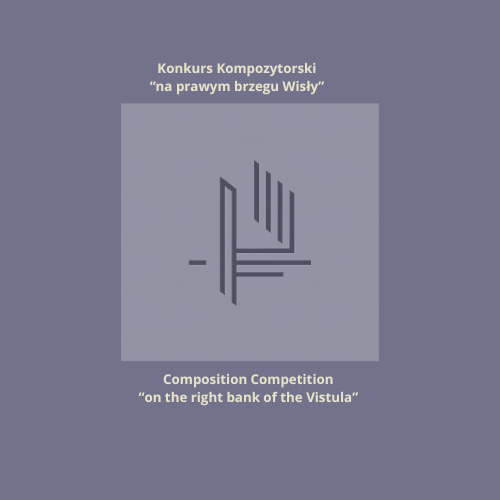 Konkurs Kompozytorski
“na prawym brzegu Wisły”
Composition Competition
“on the right bank of the Vistula”